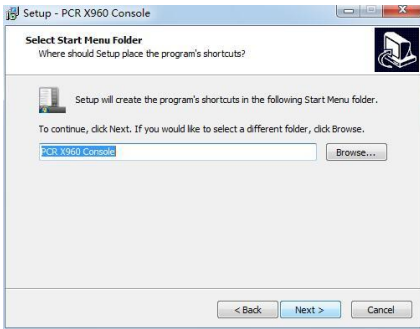 Setup - PCR X960 Console
Select Start Menu Folder
Where should Setup place the program's shortcuts?
Setup will create the program's shortcuts in the following Start Menu folder.
To continue, click Next. If you would like to select a different folder, click Browse.
PCR X960 Console
Browse...
< Back
Next >
Cancel